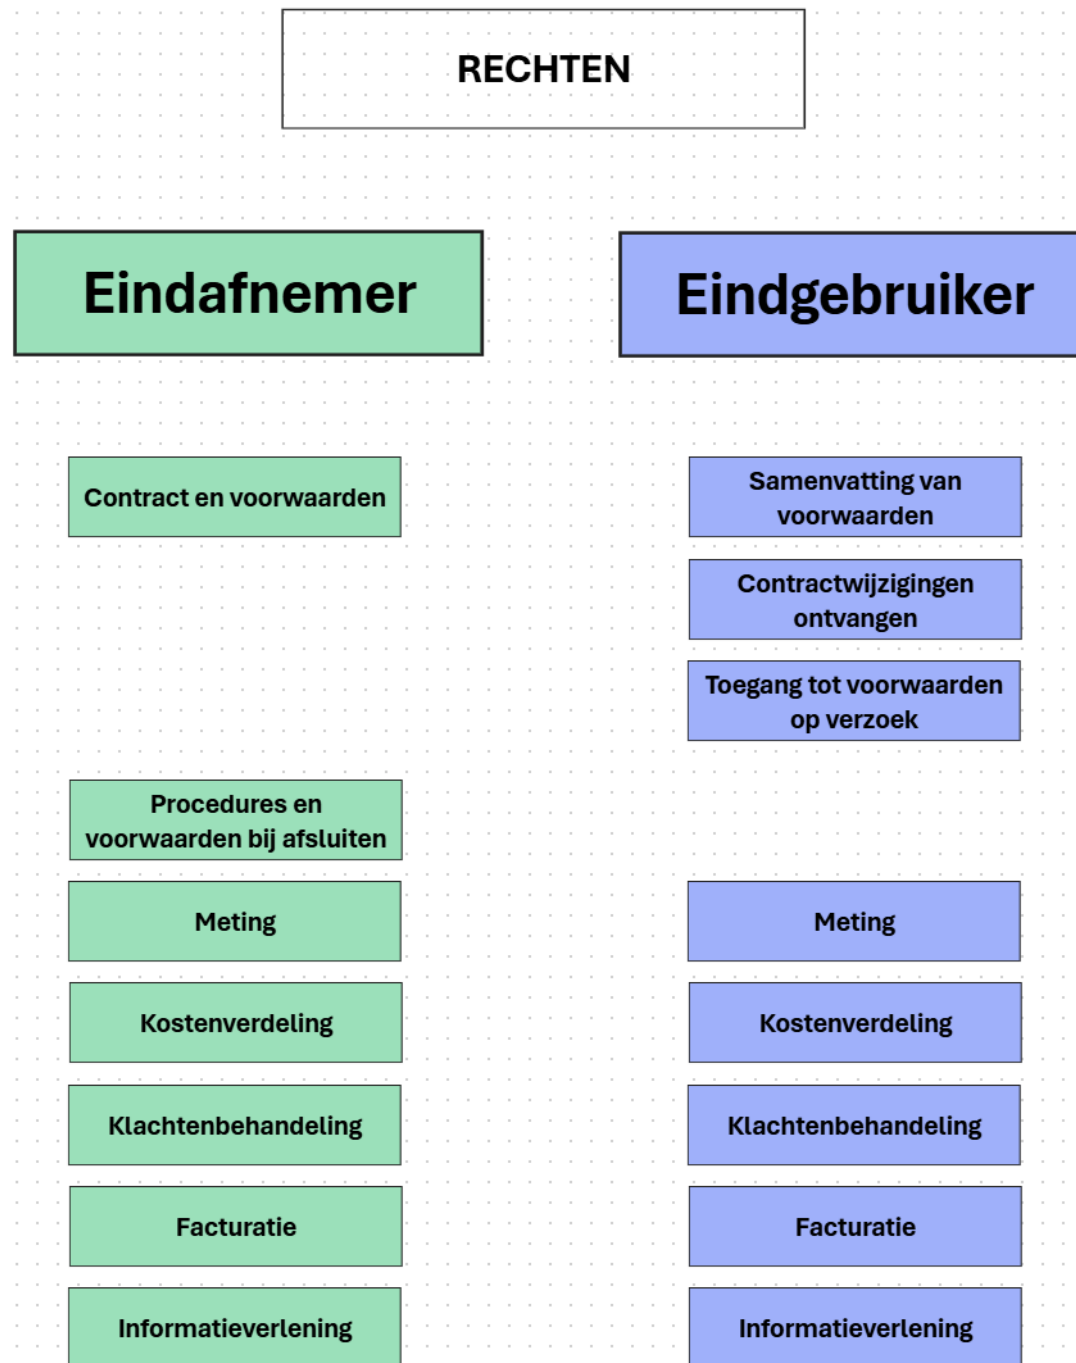 RECHTEN
Eindafnemer
Eindgebruiker
Contract en voorwaarden
Samenvatting van
voorwaarden
Contractwijzigingen
ontvangen
Toegang tot voorwaarden
op verzoek
Procedures en
voorwaarden bij afsluiten
Meting
Meting
Kostenverdeling
Kostenverdeling
Klachtenbehandeling
Klachtenbehandeling
Facturatie
Facturatie
Informatieverlening
Informatieverlening